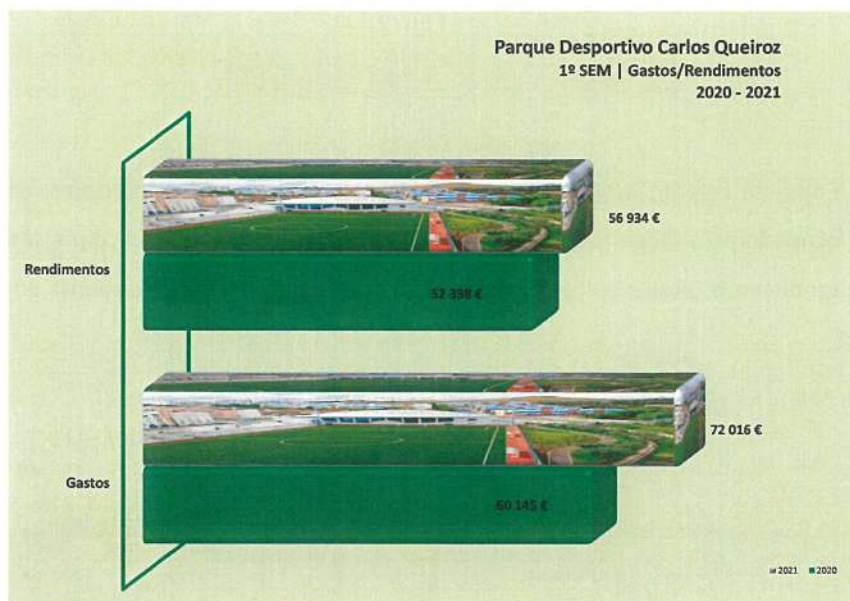 Parque Desportivo Carlos Queiroz
1º SEM | Gastos/Rendimentos
2020 - 2021
56 934 €
Rendimentos
52 398 €
72 016 €
Gastos
60 145 €
2021 2020